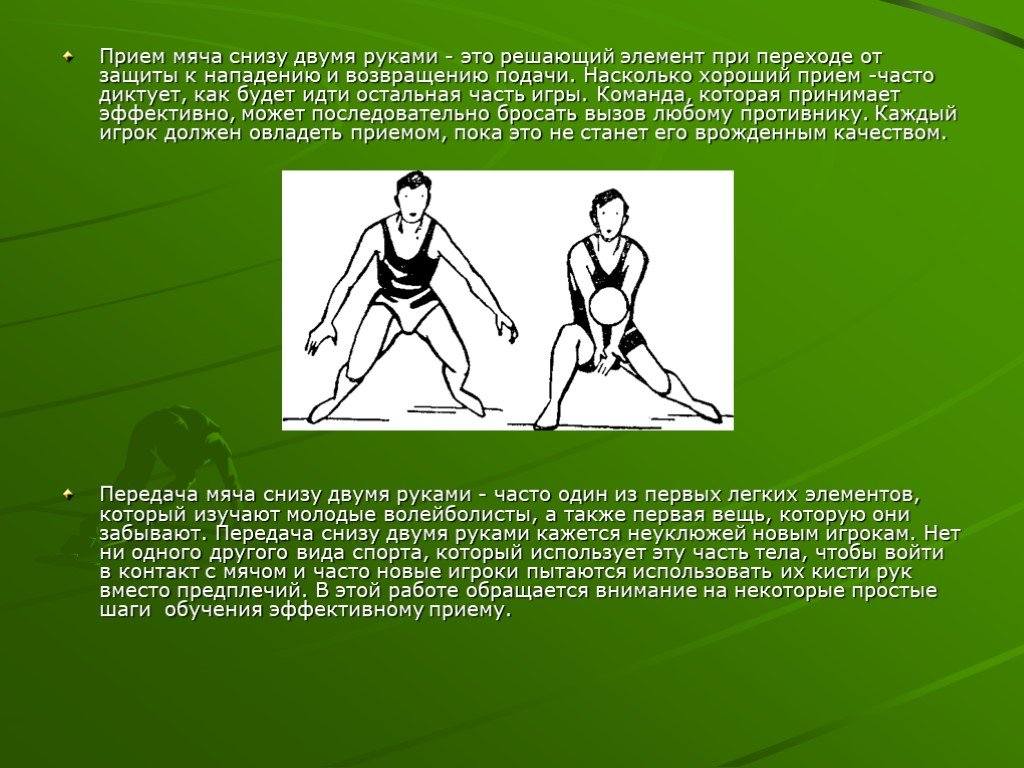 Прием мяча снизу двумя руками - это решающий элемент при переходе от
защиты к нападению и возвращению подачи. Насколько хороший прием -часто
диктует, как будет идти остальная часть игры. Команда, которая принимает
эффективно, может последовательно бросать вызов любому противнику. Каждый
игрок должен овладеть приемом, пока это не станет его врожденным качеством.
Передача мяча снизу двумя руками - часто один из первых легких элементов,
который изучают молодые волейболисты, а также первая вещь, которую они
забывают. Передача снизу двумя руками кажется неуклюжей новым игрокам. Нет
ни одного другого вида спорта, который использует эту часть тела, чтобы войти
в контакт с мячом и часто новые игроки пытаются использовать их кисти рук
вместо предплечий. В этой работе обращается внимание на некоторые простые
шаги  обучения эффективному приему.